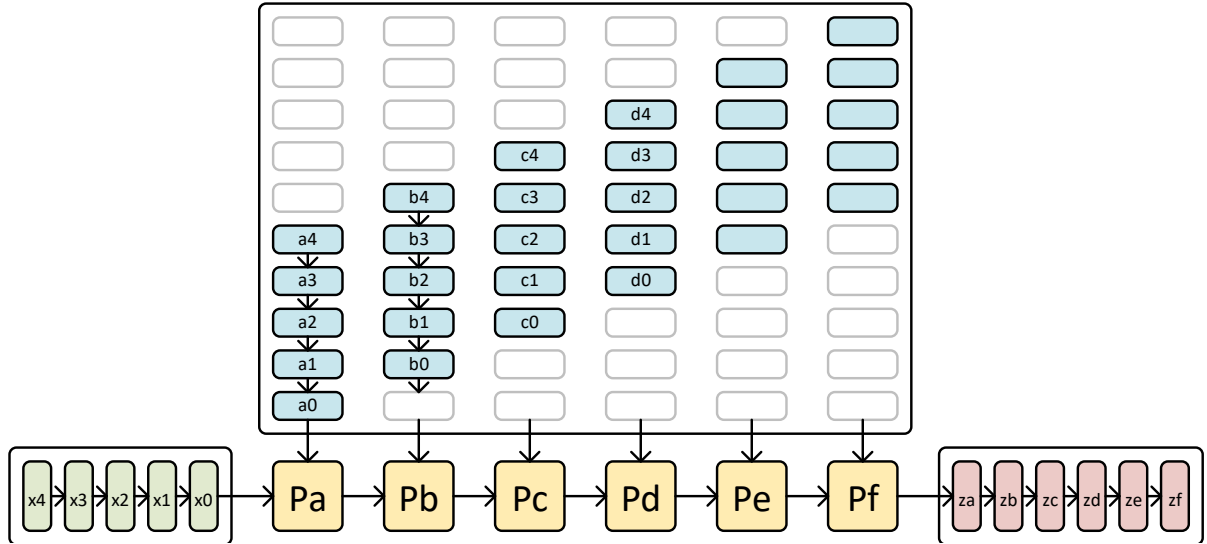 d4
c4 d3
b4 c3 d2
a4 b3 c2 d1
a3 b2 c1 d0
a2 b1 c0
a1 b0
a0
x4 x3 x2 x1 x0 Pa Pb Pc Pd Pe Pf za zb zc zd ze zf